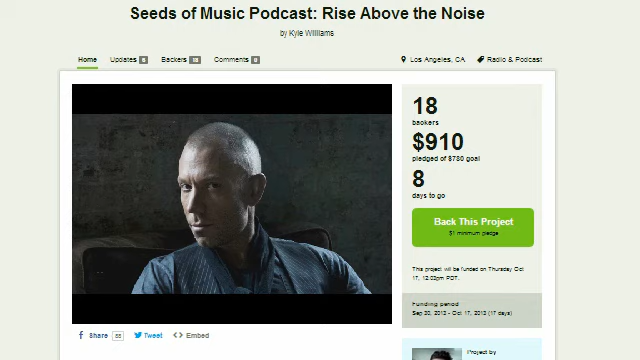 Seeds of Music Podcast: Rise Above the Noise
by Kyle Williams
Home Updates Backers Comments Los Angeles, CA Radio & Podcast
18
backers
$910
pledged of $780 goal
8
days to go
Back This Project
$1 minimum pledge
This project will be funded on Thursday Oct
17, 12:02pm PDT.
Funding period
Sep 30, 2013 - Oct 17, 2013 (17 days)
Share Tweet Embed
Project by